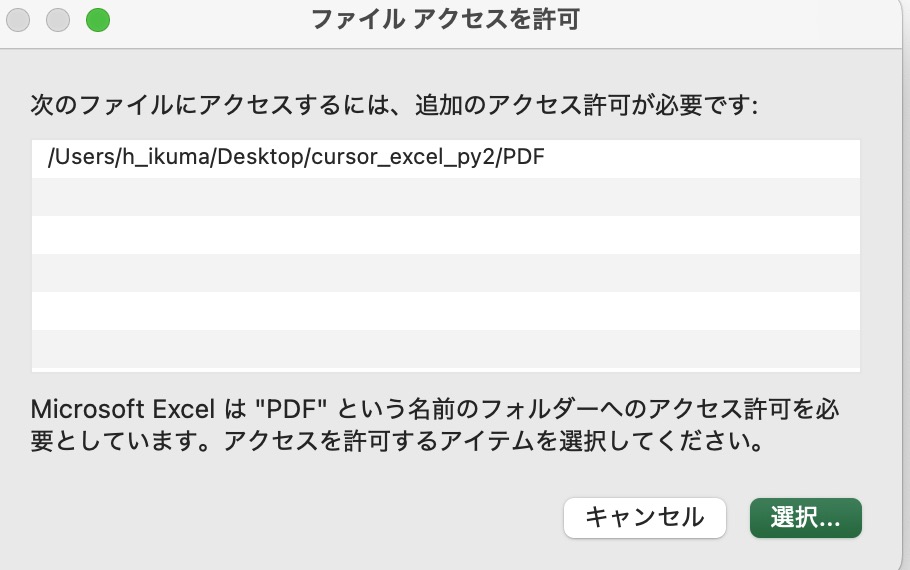 ファイル アクセスを許可
次のファイルにアクセスするには、追加のアクセス許可が必要です:
/Users/h_ikuma/Desktop/cursor_excel_py2/PDF
Microsoft Excel は "PDF" という名前のフォルダーへのアクセス許可を必
要としています。アクセスを許可するアイテムを選択してください。
キャンセル
選択...